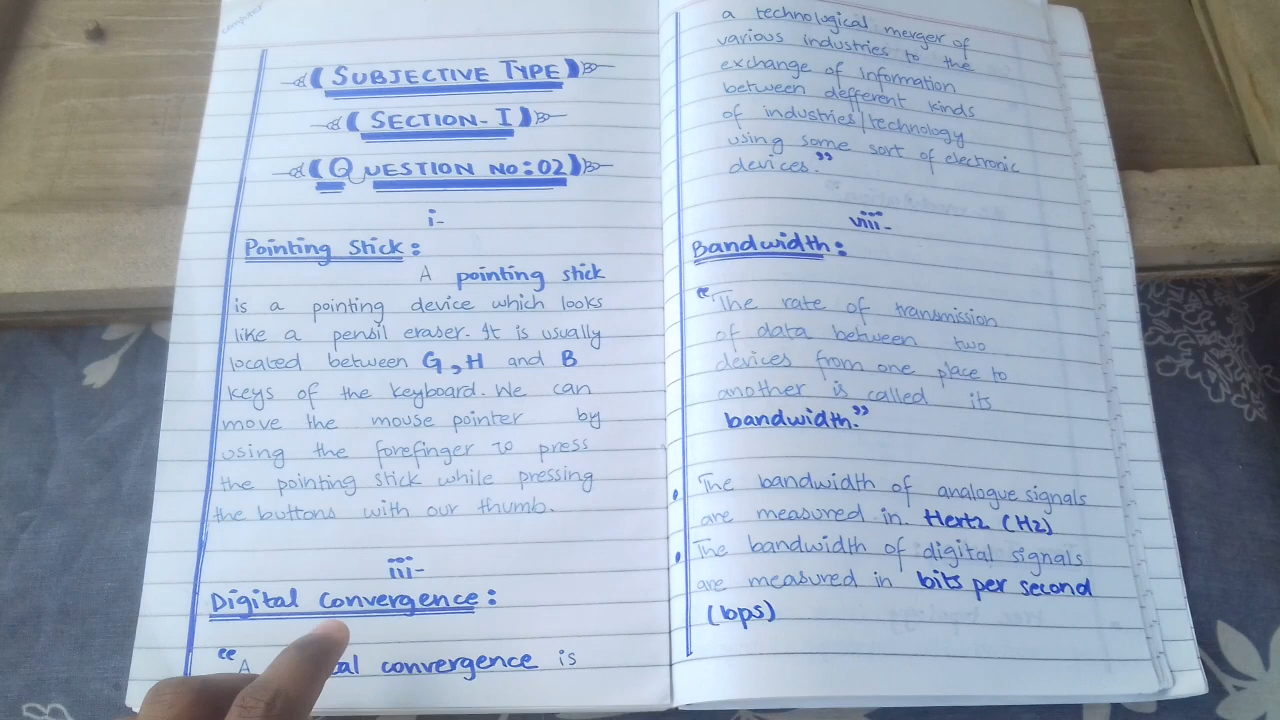 computer
SUBJECTIVE TYPE
SECTION-I
QUESTION NO:02
i-
Pointing Stick:
A pointing stick
is a pointing device which looks
like a pensil eraser. It is usually
located between G, H and B
keys of the keyboard. We can
move the mouse pointer by
using the forefinger to press
the pointing stick while pressing
the buttons with our thumb.
iii-
Digital Convergence:
"A al convergence is
a technological merger of
various industries to the
exchange of information
between defferent kinds
of industries/technology
using some sort of electronic
devices."
viii-
Bandwidth:
"The rate of transmission
of data between two
devices from one place to
another is called its
bandwidth."
• The bandwidth of analogue signals
are measured in Hertz (Hz)
• The bandwidth of digital signals
are measured in bits per second
(bps)